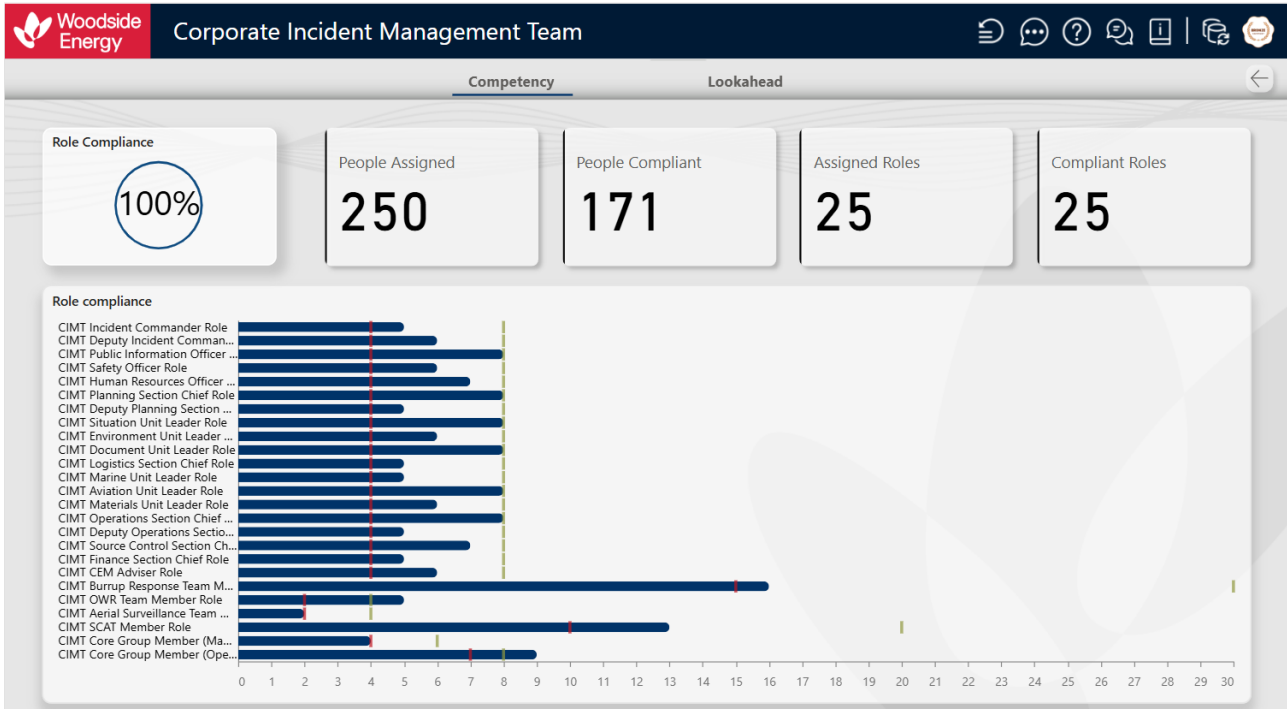 Woodside
Energy
Corporate Incident Management Team
Competency
Lookahead
Role Compliance
100%
People Assigned
250
People Compliant
171
Assigned Roles
25
Compliant Roles
25
Role compliance
CIMT Incident Commander Role
CIMT Deputy Incident Comman...
CIMT Public Information Officer ...
CIMT Safety Officer Role
CIMT Human Resources Officer ...
CIMT Planning Section Chief Role
CIMT Deputy Planning Section ...
CIMT Situation Unit Leader Role
CIMT Environment Unit Leader ...
CIMT Document Unit Leader Role
CIMT Logistics Section Chief Role
CIMT Marine Unit Leader Role
CIMT Aviation Unit Leader Role
CIMT Materials Unit Leader Role
CIMT Operations Section Chief ...
CIMT Deputy Operations Sectio...
CIMT Source Control Section Ch...
CIMT Finance Section Chief Role
CIMT CEM Adviser Role
CIMT Burrup Response Team M...
CIMT OWR Team Member Role
CIMT Aerial Surveillance Team ...
CIMT SCAT Member Role
CIMT Core Group Member (Ma...
CIMT Core Group Member (Ope...
0 1 2 3 4 5 6 7 8 9 10 11 12 13 14 15 16 17 18 19 20 21 22 23 24 25 26 27 28 29 30